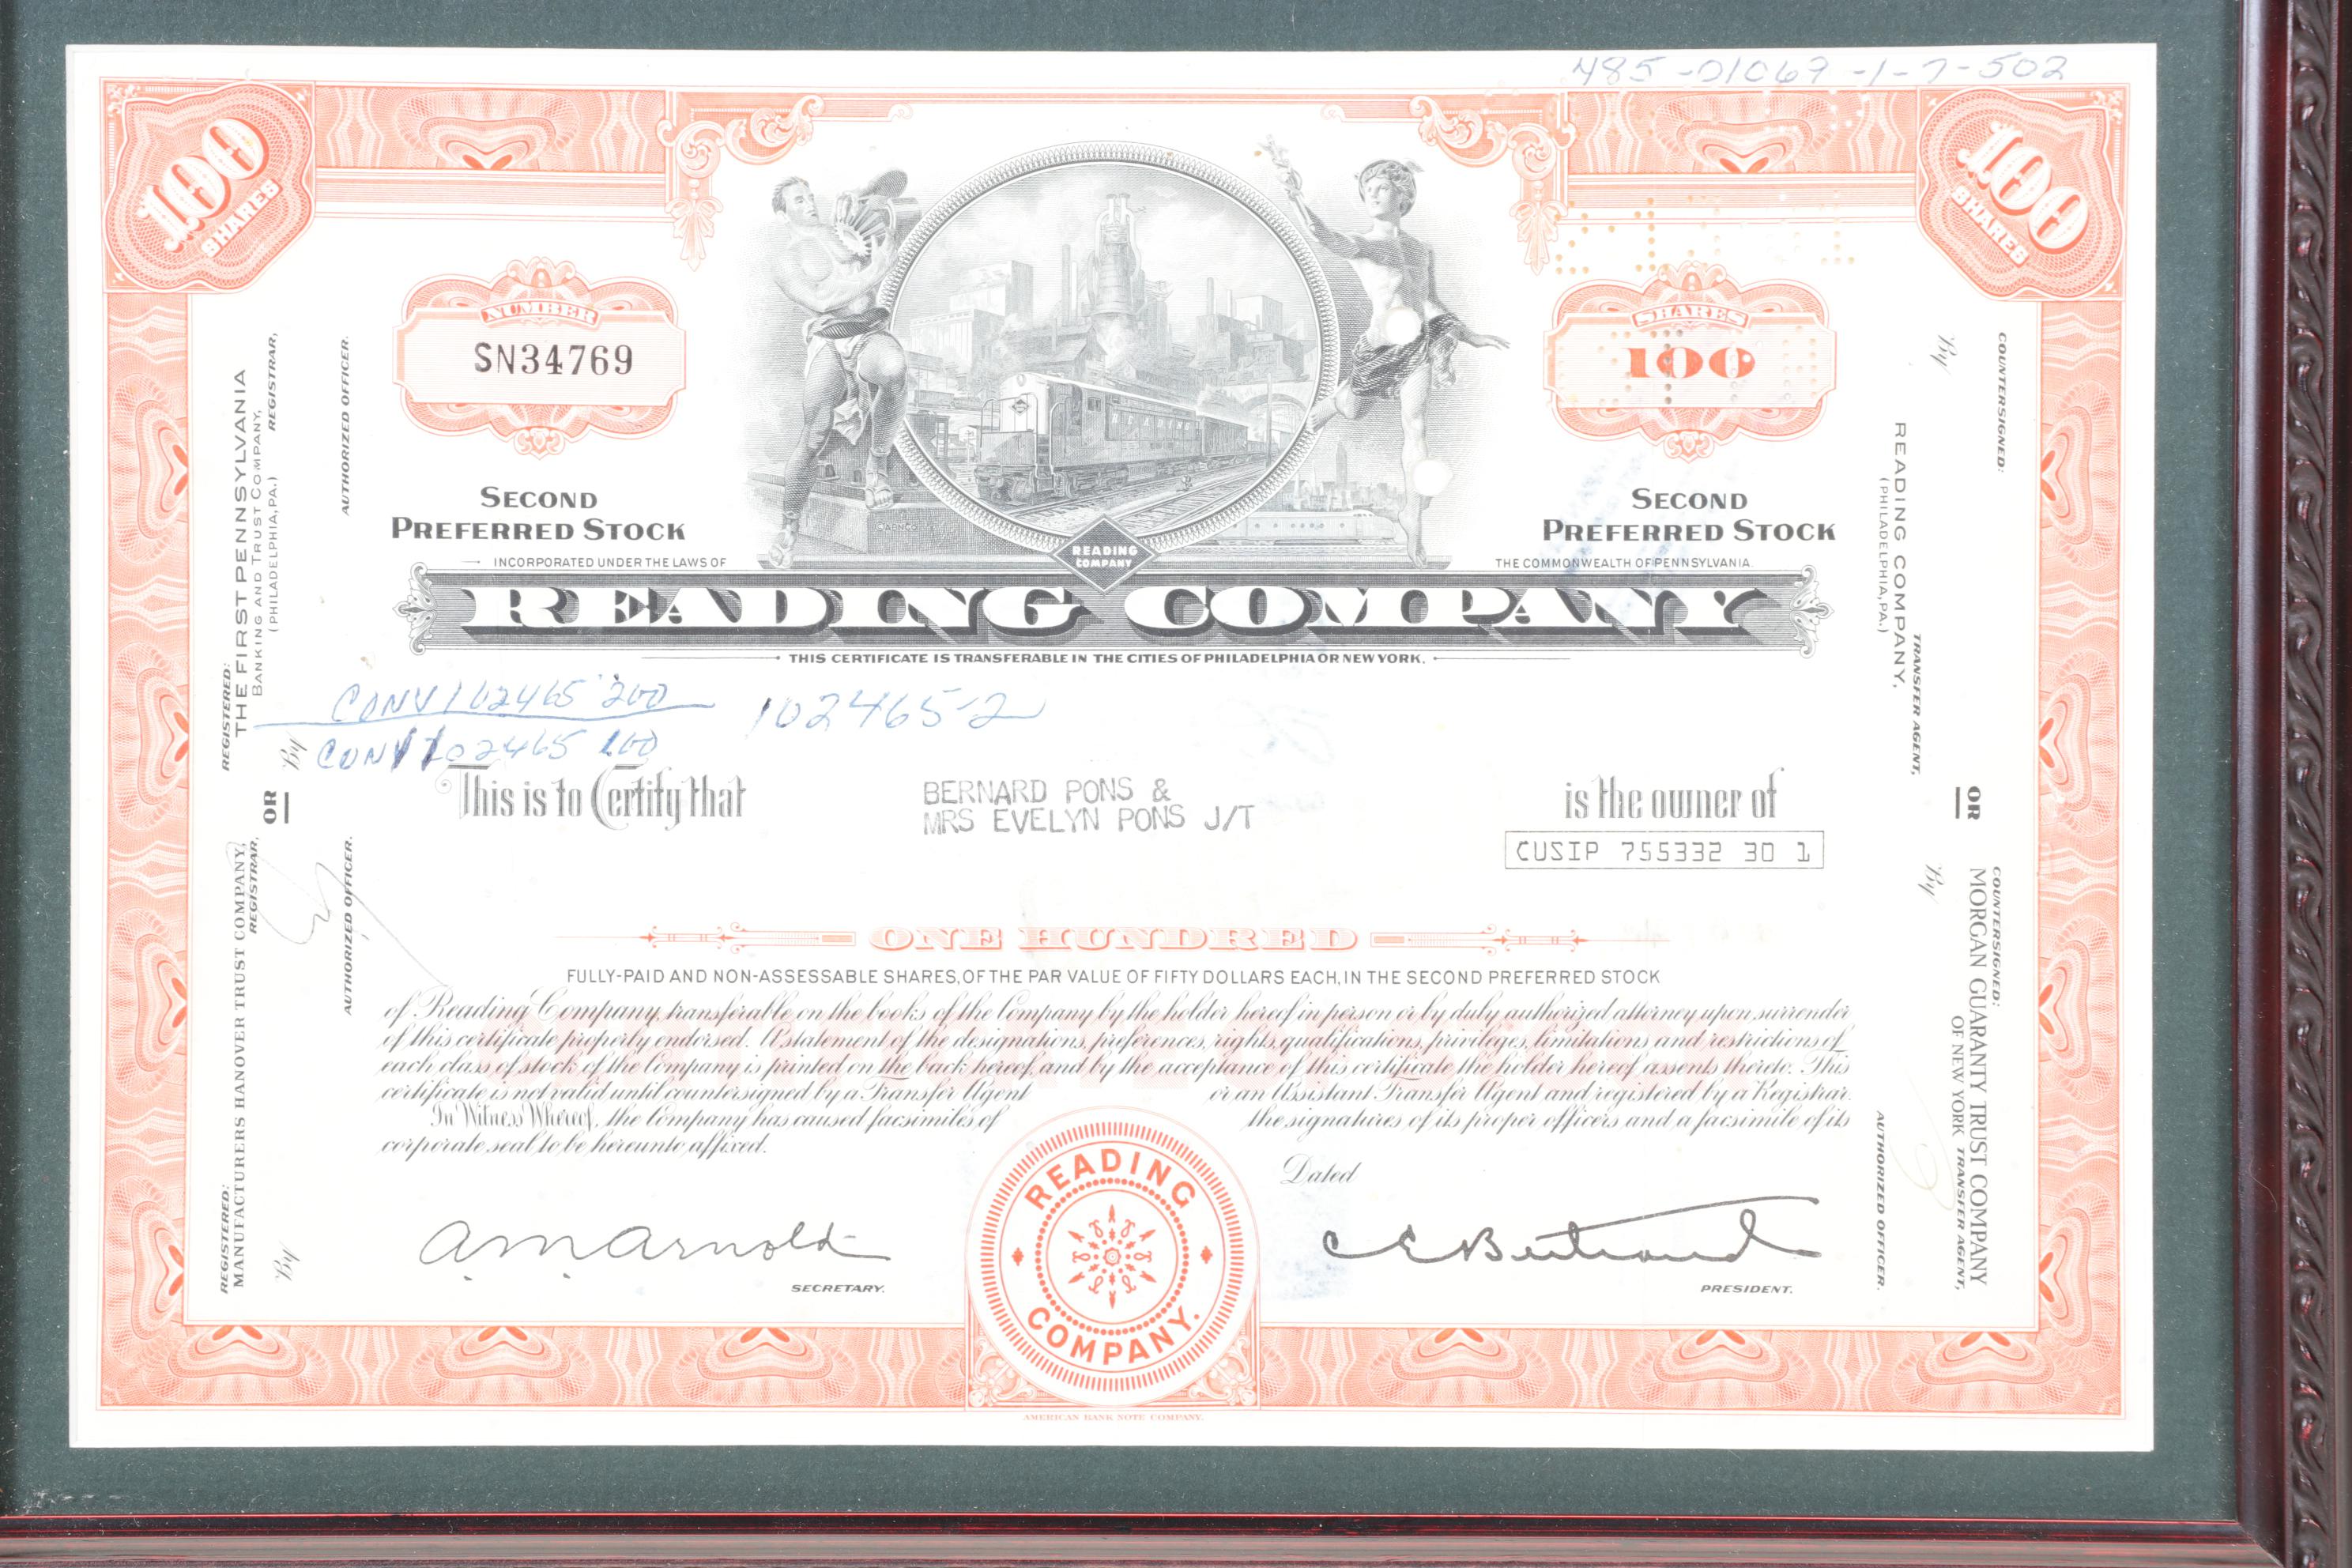 485-01069-1-7-502
100
SHARES
100
SHARES
NUMBER
SN34769
SHARES
100
READING
SECOND
PREFERRED STOCK
SECOND
PREFERRED STOCK
INCORPORATED UNDER THE LAWS OF
THE COMMONWEALTH OF PENNSYLVANIA.
READING
COMPANY
READING COMPANY
THIS CERTIFICATE IS TRANSFERABLE IN THE CITIES OF PHILADELPHIA OR NEW YORK.
CONV 102465 200
102465-2
CONV 102465 100
This is to Certify that
BERNARD PONS &
MRS EVELYN PONS J/T
is the owner of
CUSIP 755332 30 1
ONE HUNDRED
FULLY-PAID AND NON-ASSESSABLE SHARES, OF THE PAR VALUE OF FIFTY DOLLARS EACH, IN THE SECOND PREFERRED STOCK
of Reading Company, transferable on the books of the Company by the holder hereof in person or by duly authorized attorney upon surrender
of this certificate properly endorsed. A statement of the designations, preferences, rights, qualifications, privileges, limitations and restrictions of
each class of stock of the Company is printed on the back hereof, and by the acceptance of this certificate the holder hereof assents thereto. This
certificate is not valid until countersigned by a Transfer Agent or an Assistant Transfer Agent and registered by a Registrar.
In Witness Whereof, the Company has caused facsimiles of the signatures of its proper officers and a facsimile of its
corporate seal to be hereunto affixed.
Dated
A. M. Arnold
SECRETARY.
READING
COMPANY.
C E Bertrand
PRESIDENT.
AMERICAN BANK NOTE COMPANY.
REGISTERED:
THE FIRST PENNSYLVANIA
BANKING AND TRUST COMPANY,
(PHILADELPHIA, PA.) REGISTRAR,
By
AUTHORIZED OFFICER.
OR
REGISTERED:
MANUFACTURERS HANOVER TRUST COMPANY,
REGISTRAR,
By
AUTHORIZED OFFICER.
COUNTERSIGNED:
READING COMPANY,
(PHILADELPHIA, PA.)
TRANSFER AGENT,
By
OR
COUNTERSIGNED:
MORGAN GUARANTY TRUST COMPANY
OF NEW YORK TRANSFER AGENT,
By
AUTHORIZED OFFICER.